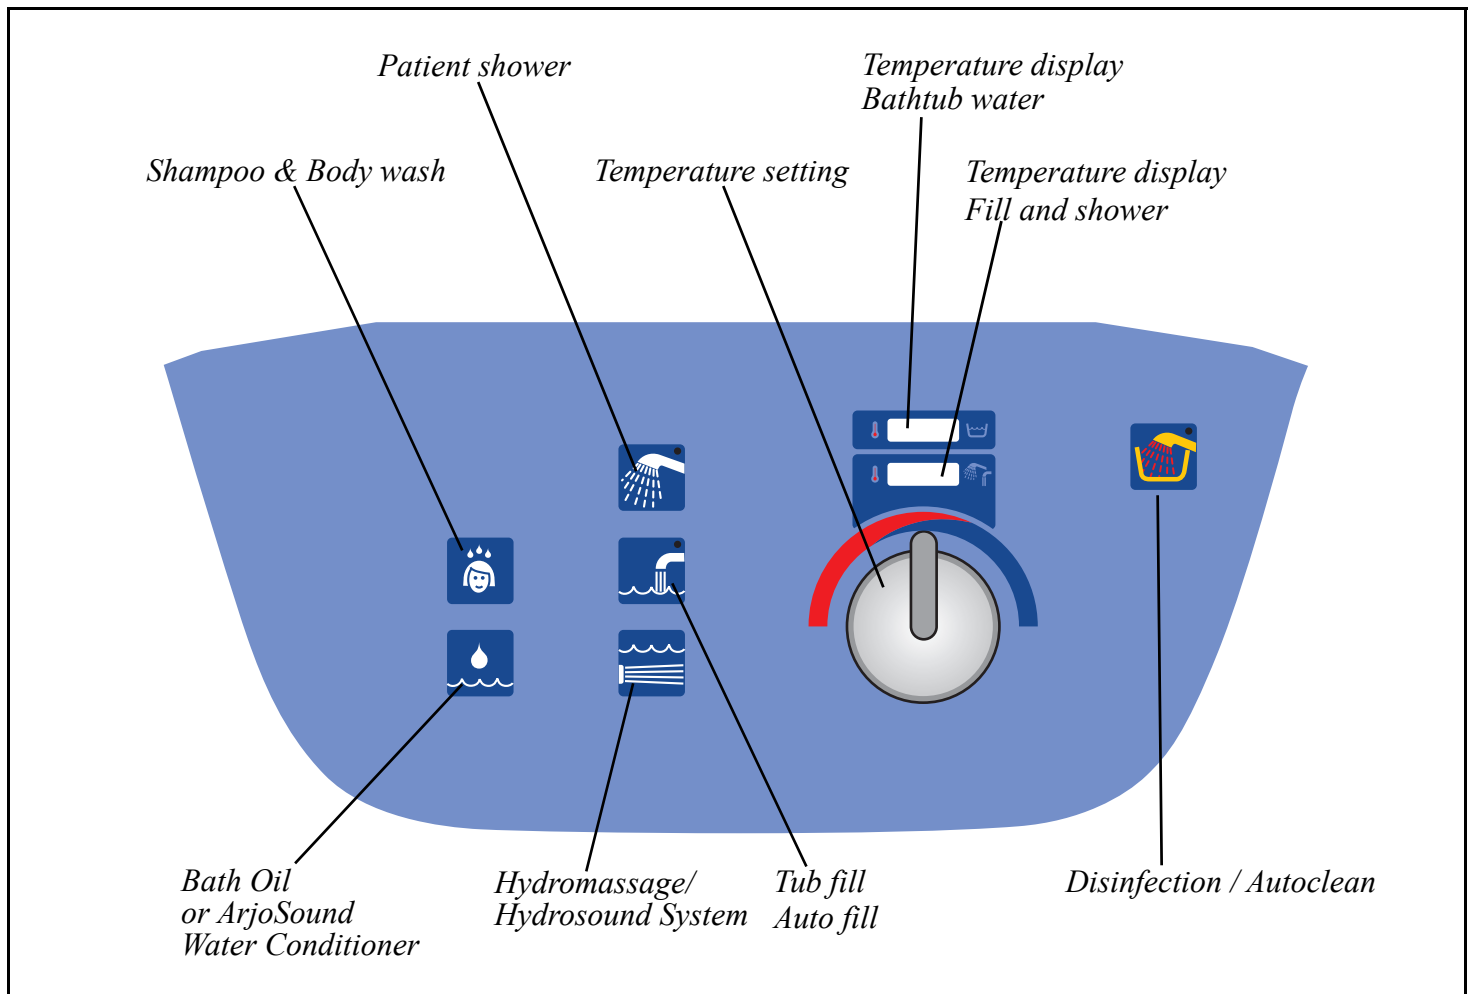 Patient shower
Temperature display
Bathtub water
Shampoo & Body wash
Temperature setting
Temperature display
Fill and shower
Bath Oil
or ArjoSound
Water Conditioner
Hydromassage/
Hydrosound System
Tub fill
Auto fill
Disinfection / Autoclean